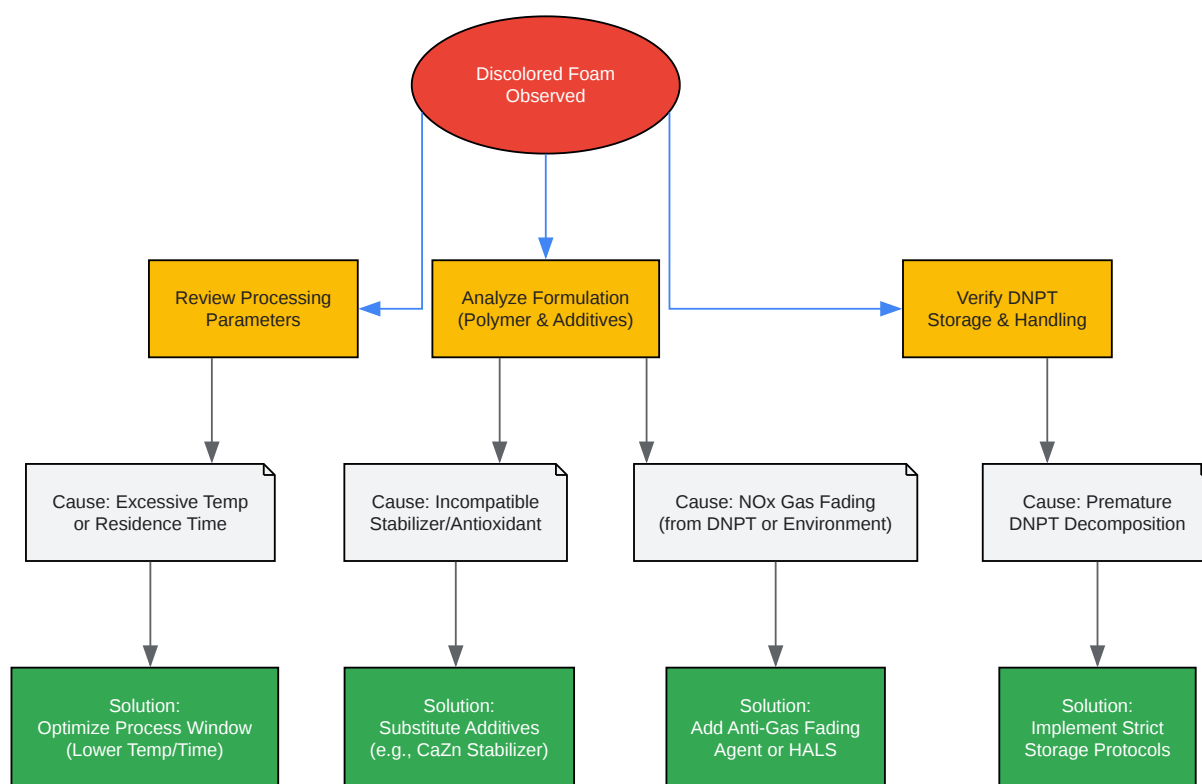 Discolored Foam
Observed
Review Processing
Parameters
Analyze Formulation
(Polymer & Additives)
Verify DNPT
Storage & Handling
Cause: Excessive Temp
or Residence Time
Cause: Incompatible
Stabilizer/Antioxidant
Cause: NOx Gas Fading
(from DNPT or Environment)
Cause: Premature
DNPT Decomposition
Solution:
Optimize Process Window
(Lower Temp/Time)
Solution:
Substitute Additives
(e.g., CaZn Stabilizer)
Solution:
Add Anti-Gas Fading
Agent or HALS
Solution:
Implement Strict
Storage Protocols